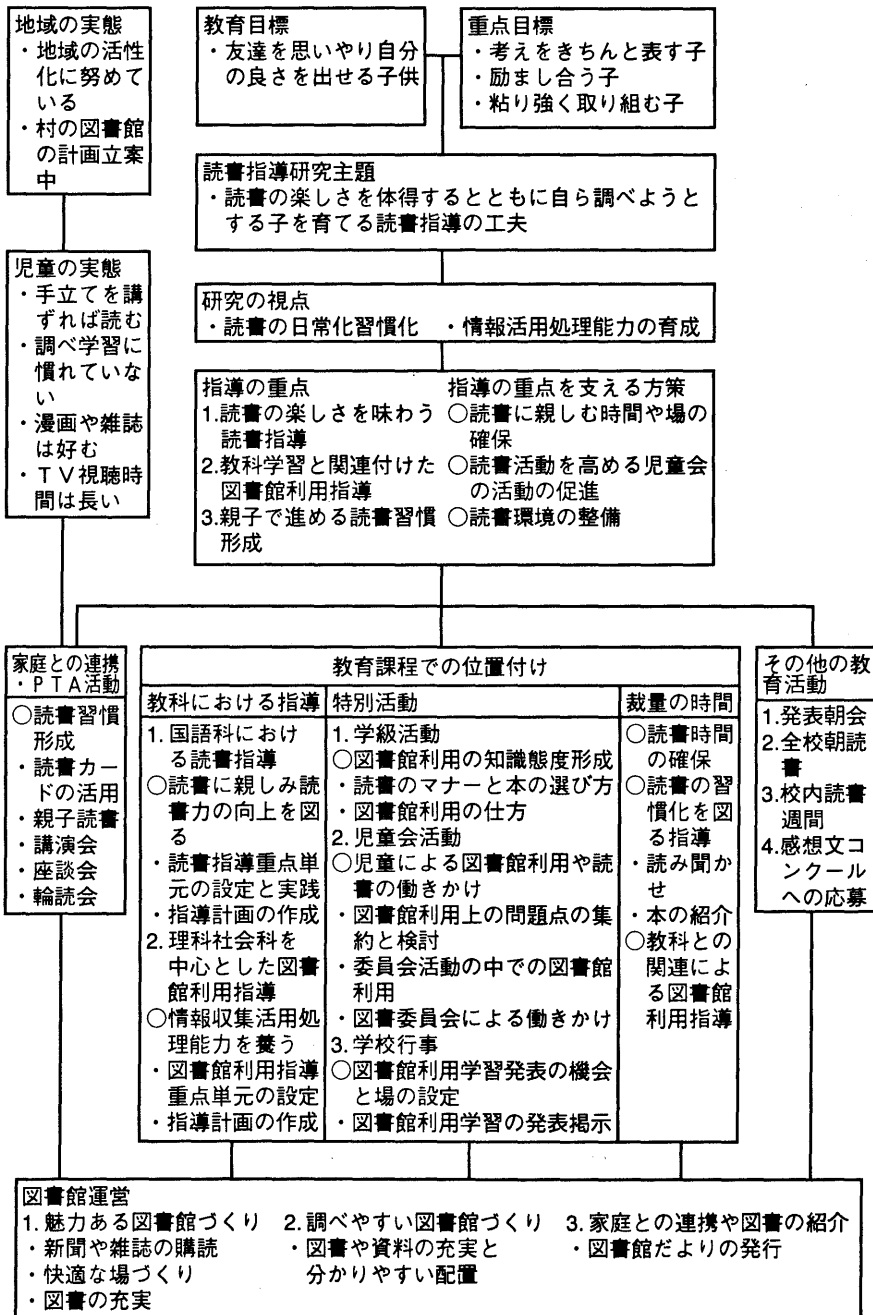 地域の実態
・地域の活性
化に努めて
いる
・村の図書館
の計画立案
中
教育目標
・友達を思いやり自分
の良さを出せる子供
重点目標
・考えをきちんと表す子
・励まし合う子
・粘り強く取り組む子
読書指導研究主題
・読書の楽しさを体得するとともに自ら調べようと
する子を育てる読書指導の工夫
児童の実態
・手立てを講
ずれば読む
・調べ学習に
慣れていな
い
・漫画や雑誌
は好む
・ＴＶ視聴時
間は長い
研究の視点
・読書の日常化習慣化 ・情報活用処理能力の育成
指導の重点
1.読書の楽しさを味わう
読書指導
2.教科学習と関連付けた
図書館利用指導
3.親子で進める読書習慣
形成
指導の重点を支える方策
○読書に親しむ時間や場の
確保
○読書活動を高める児童会
の活動の促進
○読書環境の整備
家庭との連携
・ＰＴＡ活動
○読書習慣
形成
・読書カー
ドの活用
・親子読書
・講演会
・座談会
・輪読会
教育課程での位置付け
教科における指導
1.国語科におけ
る読書指導
○読書に親しみ読
書力の向上を図
る
・読書指導重点単
元の設定と実践
・指導計画の作成
2.理科社会科を
中心とした図書
館利用指導
○情報収集活用処
理能力を養う
・図書館利用指導
重点単元の設定
・指導計画の作成
特別活動
1.学級活動
○図書館利用の知識態度形成
・読書のマナーと本の選び方
・図書館利用の仕方
2.児童会活動
○児童による図書館利用や読
書の働きかけ
・図書館利用上の問題点の集
約と検討
・委員会活動の中での図書館
利用
・図書委員会による働きかけ
3.学校行事
○図書館利用学習発表の機会
と場の設定
・図書館利用学習の発表掲示
裁量の時間
○読書時間
の確保
○読書の習
慣化を図
る指導
・読み聞か
せ
・本の紹介
○教科との
関連によ
る図書館
利用指導
その他の教
育活動
1.発表朝会
2.全校朝読
書
3.校内読書
週間
4.感想文コ
ンクール
への応募
図書館運営
1.魅力ある図書館づくり
・新聞や雑誌の購読
・快適な場づくり
・図書の充実
2.調べやすい図書館づくり
・図書や資料の充実と
分かりやすい配置
3.家庭との連携や図書の紹介
・図書館だよりの発行